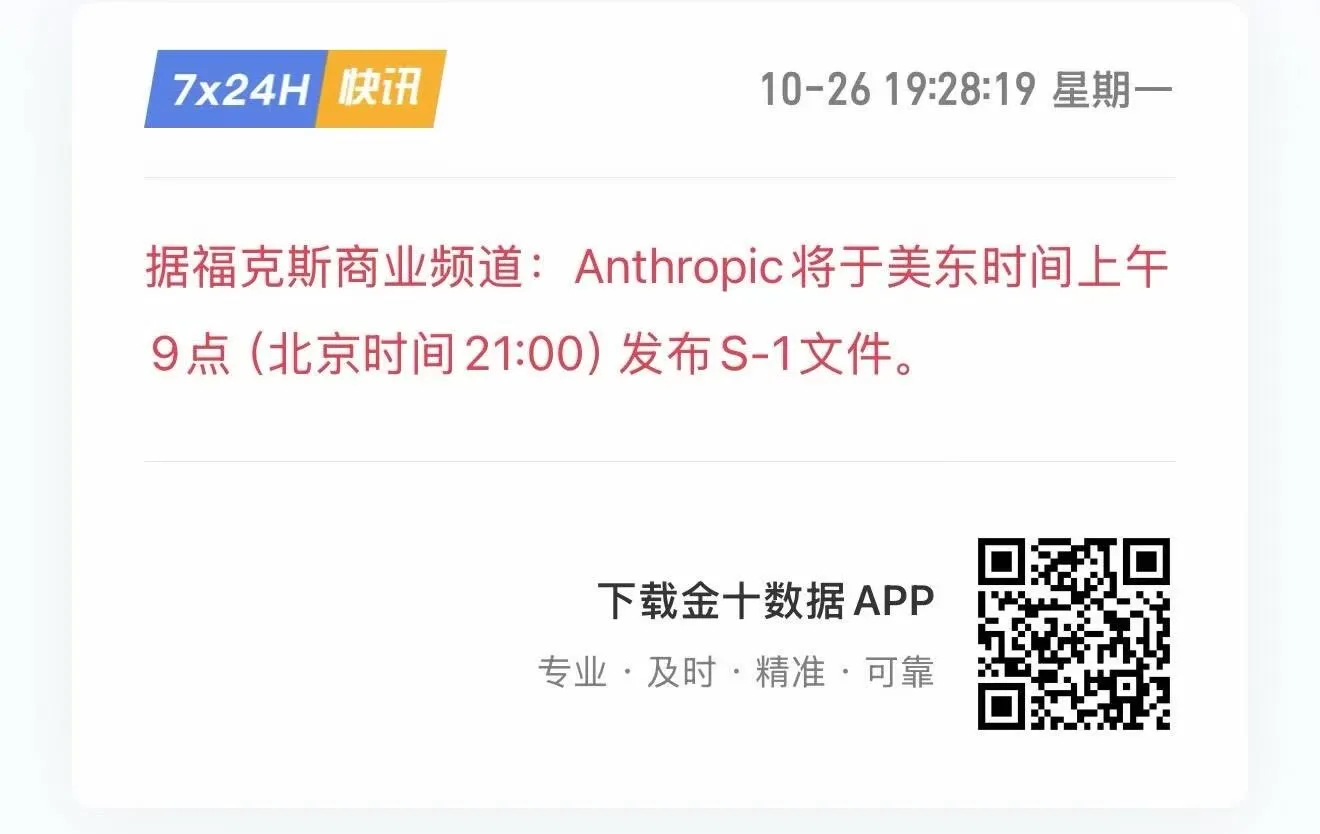 7x24H 快讯
10-26 19:28:19 星期一
据福克斯商业频道：Anthropic将于美东时间上午
9点（北京时间21:00）发布S-1文件。
下载金十数据APP
专业 · 及时 · 精准 · 可靠